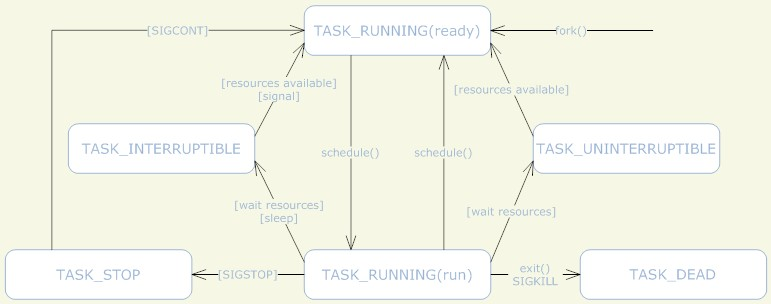 [SIGCONT]
TASK_RUNNING(ready)
fork()
[resources available]
[signal]
[resources available]
TASK_INTERRUPTIBLE
schedule()
schedule()
TASK_UNINTERRUPTIBLE
[wait resources]
[sleep]
[wait resources]
TASK_STOP
[SIGSTOP]
TASK_RUNNING(run)
exit()
SIGKILL
TASK_DEAD